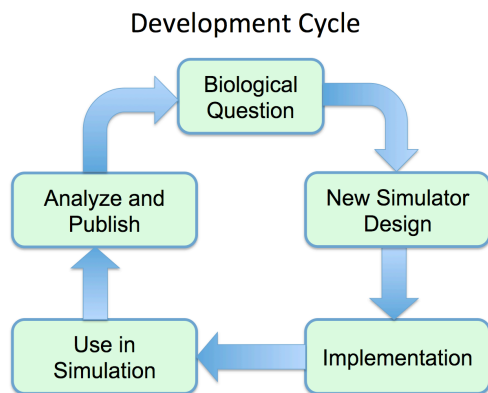 Development Cycle
Biological
Question
New Simulator
Design
Implementation
Use in
Simulation
Analyze and
Publish